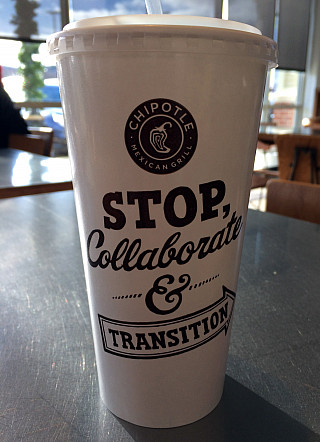 CHIPOTLE
MEXICAN GRILL
STOP,
Collaborate
&
TRANSITION